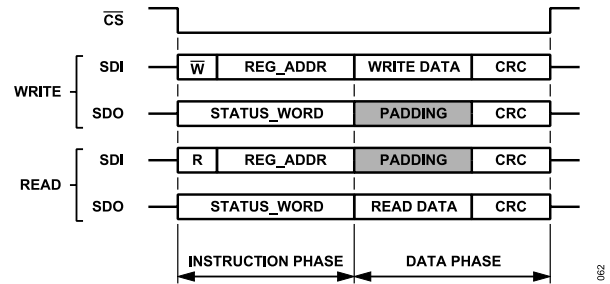 CS
SDI W REG_ADDR WRITE DATA CRC
WRITE
SDO STATUS_WORD PADDING CRC
SDI R REG_ADDR PADDING CRC
READ
SDO STATUS_WORD READ DATA CRC
INSTRUCTION PHASE DATA PHASE
062